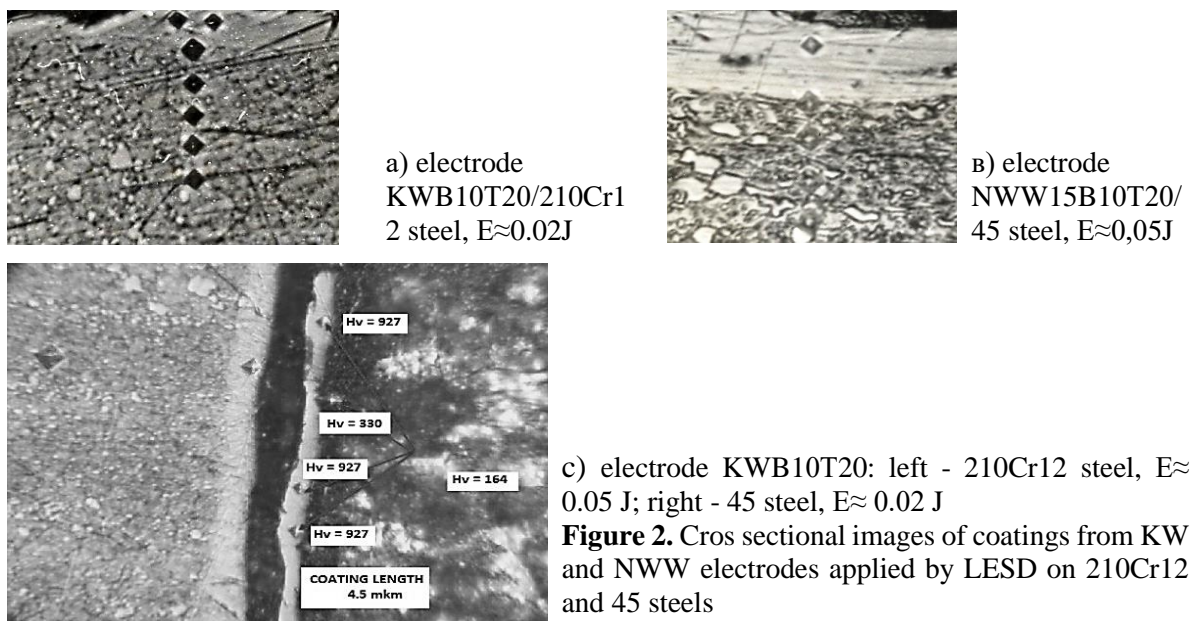 a) electrode
KWB10T20/210Cr1
2 steel, E≈0.02J
в) electrode
NWW15B10T20/
45 steel, E≈0,05J
Hv = 927
Hv = 330
Hv = 927
Hv = 164
Hv = 927
COATING LENGTH
4.5 mkm
c) electrode KWB10T20: left - 210Cr12 steel, E≈
0.05 J; right - 45 steel, E≈ 0.02 J
Figure 2. Cros sectional images of coatings from KW
and NWW electrodes applied by LESD on 210Cr12
and 45 steels